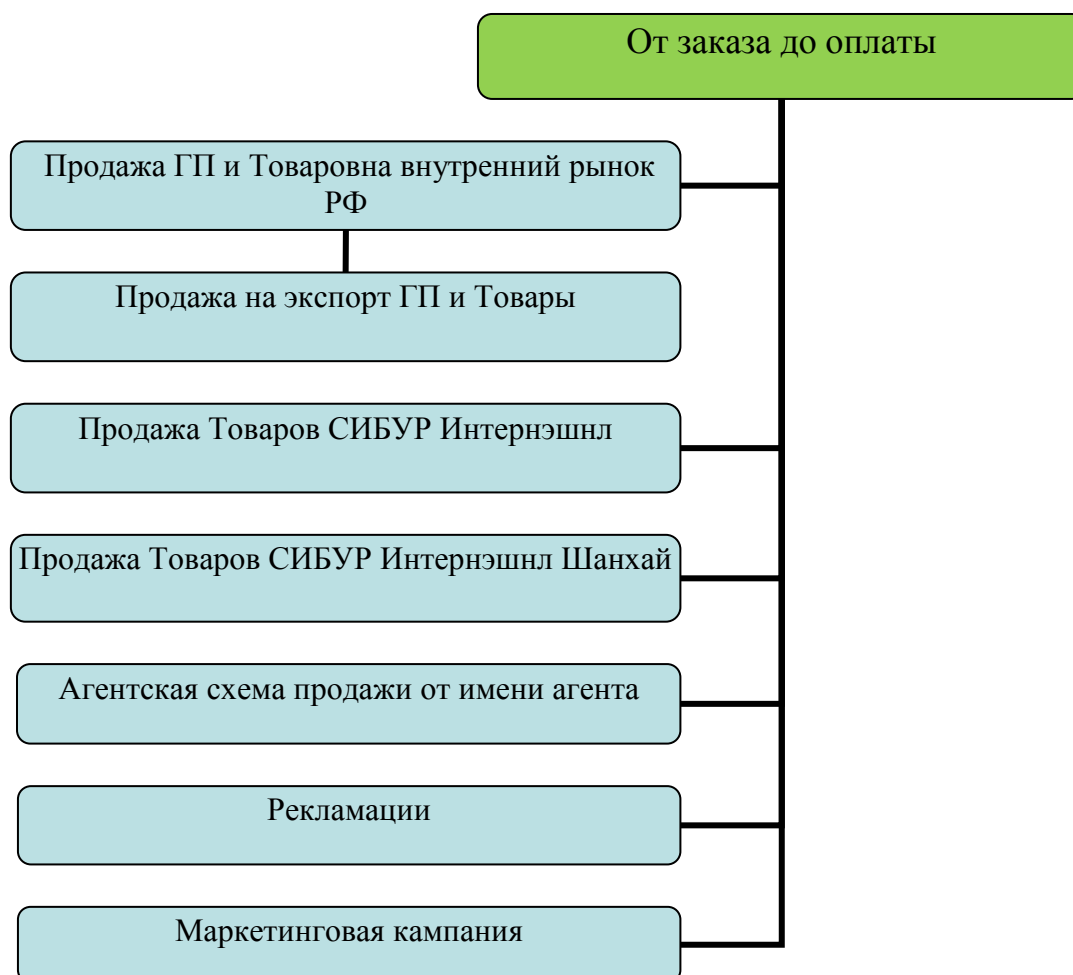 От заказа до оплаты
Продажа ГП и Товаровна внутренний рынок
РФ
Продажа на экспорт ГП и Товары
Продажа Товаров СИБУР Интернэшнл
Продажа Товаров СИБУР Интернэшнл Шанхай
Агентская схема продажи от имени агента
Рекламации
Маркетинговая кампания